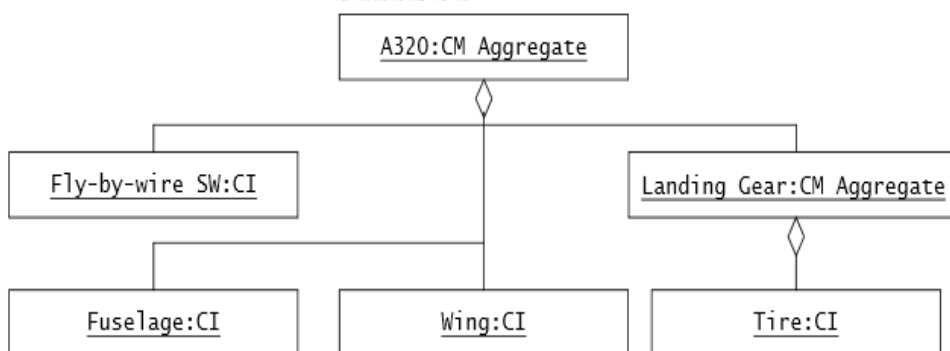 A320:CM Aggregate
Fly-by-wire SW:CI
Landing Gear:CM Aggregate
Fuselage:CI
Wing:CI
Tire:CI